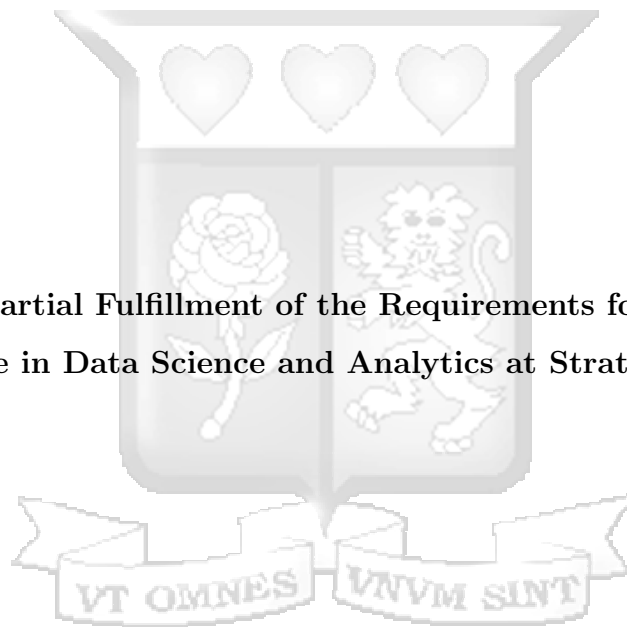 artial Fulfillment of the Requirements fo
e in Data Science and Analytics at Strat
VT OMNES VNVM SINT